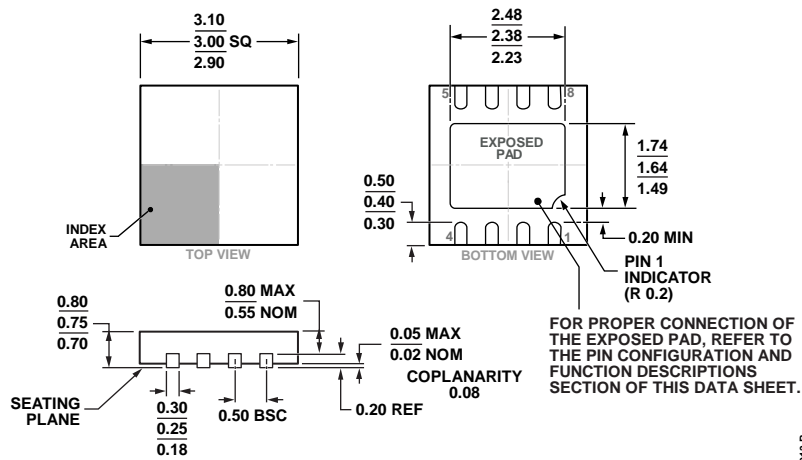 3.10
3.00 SQ
2.90
2.48
2.38
2.23
5
8
EXPOSED
PAD
1.74
1.64
1.49
0.50
0.40
0.30
INDEX
AREA
TOP VIEW
4
1
BOTTOM VIEW
0.20 MIN
PIN 1
INDICATOR
(R 0.2)
0.80
0.75
0.70
0.80 MAX
0.55 NOM
0.05 MAX
0.02 NOM
COPLANARITY
0.08
SEATING
PLANE
0.30
0.25
0.18
0.50 BSC
0.20 REF
FOR PROPER CONNECTION OF
THE EXPOSED PAD, REFER TO
THE PIN CONFIGURATION AND
FUNCTION DESCRIPTIONS
SECTION OF THIS DATA SHEET.